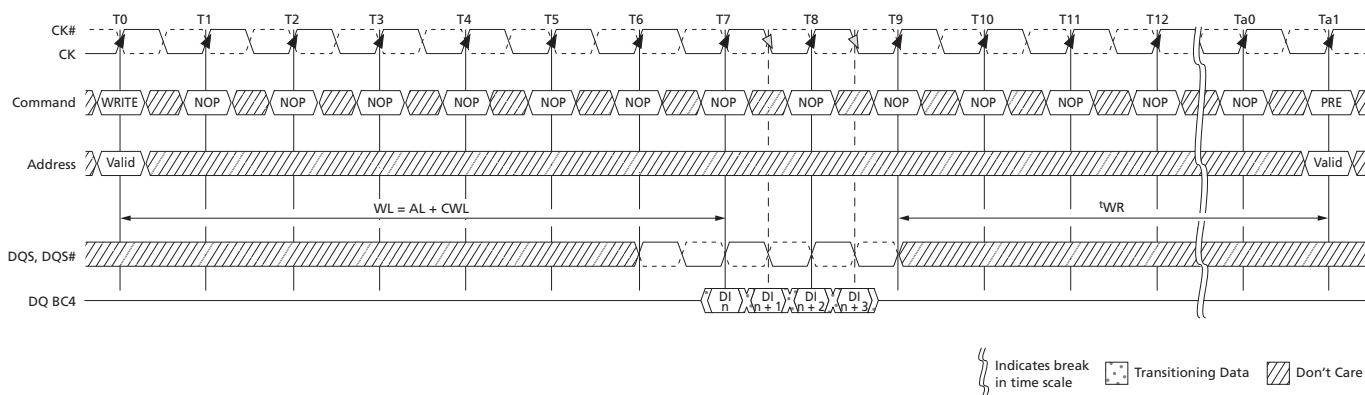 T0 T1 T2 T3 T4 T5 T6 T7 T8 T9 T10 T11 T12 Ta0 Ta1
CK#
CK
Command WRITE NOP NOP NOP NOP NOP NOP NOP NOP NOP NOP NOP NOP NOP PRE
Address Valid Valid
WL = AL + CWL tWR
DQS, DQS#
DQ BC4 DI n DI n + 1 DI n + 2 DI n + 3
Indicates break
in time scale
Transitioning Data
Don't Care